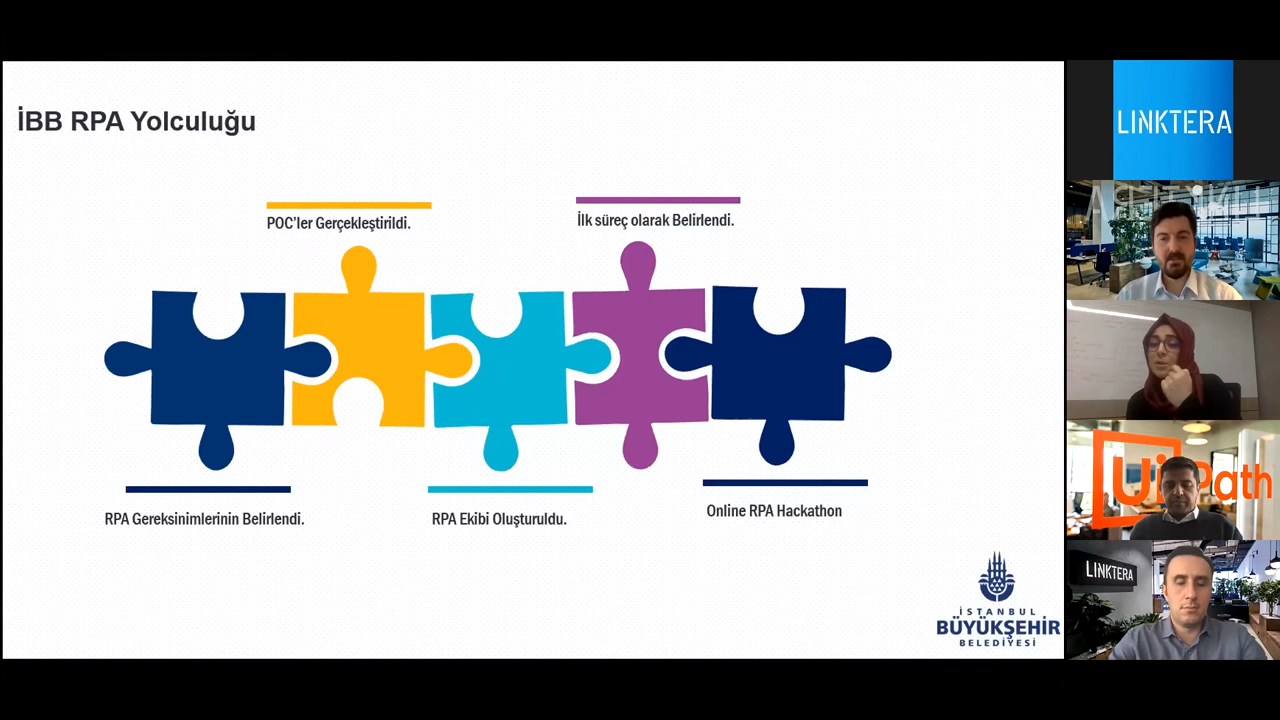 İBB RPA Yolculuğu
POC'ler Gerçekleştirildi.
İlk süreç olarak Belirlendi.
RPA Gereksinimlerinin Belirlendi.
RPA Ekibi Oluşturuldu.
Online RPA Hackathon
İSTANBUL
BÜYÜKŞEHİR
BELEDİYESİ
LINKTERA
UiPath
LINKTERA